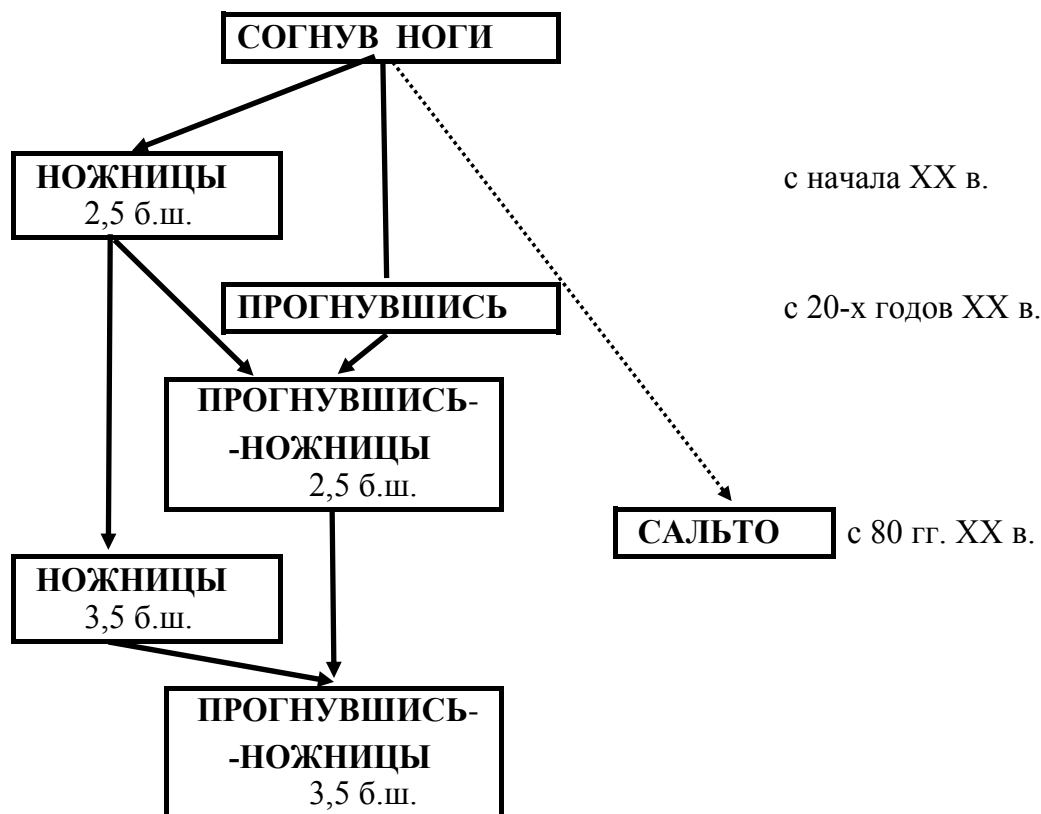 СОГНУВ НОГИ
НОЖНИЦЫ
2,5 б.ш.
с начала XX в.
ПРОГНУВШИСЬ
с 20-х годов XX в.
ПРОГНУВШИСЬ-
-НОЖНИЦЫ
2,5 б.ш.
САЛЬТО
с 80 гг. XX в.
НОЖНИЦЫ
3,5 б.ш.
ПРОГНУВШИСЬ-
-НОЖНИЦЫ
3,5 б.ш.